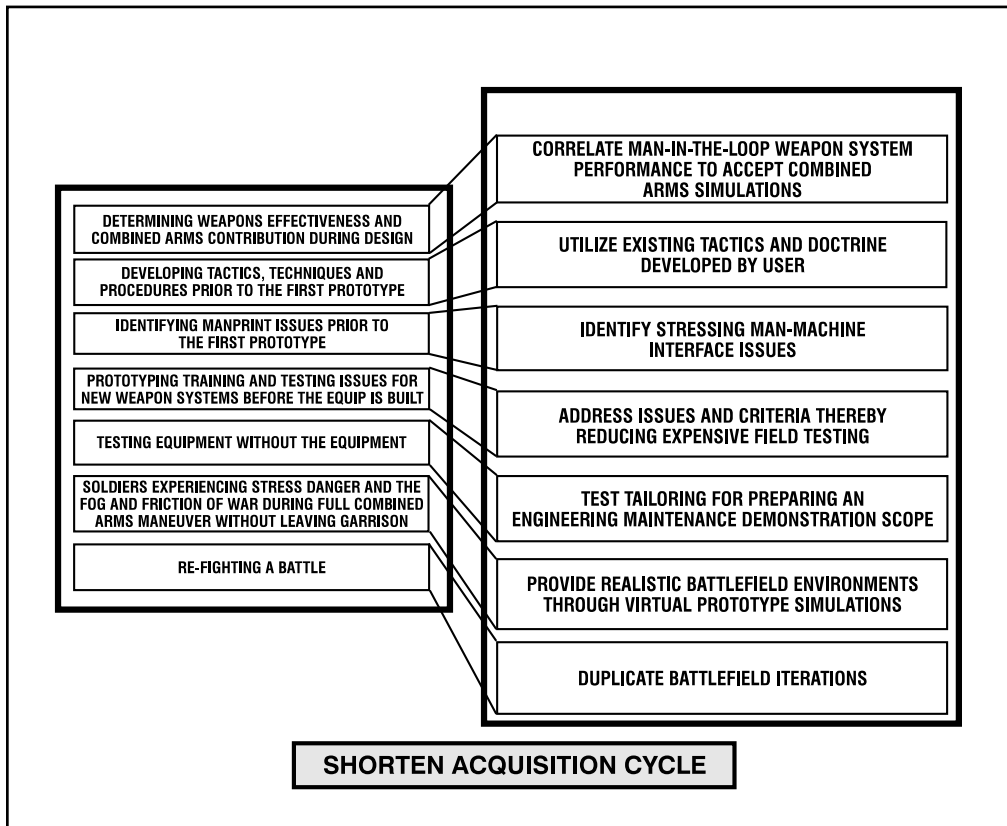 DETERMINING WEAPONS EFFECTIVENESS AND
COMBINED ARMS CONTRIBUTION DURING DESIGN
DEVELOPING TACTICS, TECHNIQUES AND
PROCEDURES PRIOR TO THE FIRST PROTOTYPE
IDENTIFYING MANPRINT ISSUES PRIOR TO
THE FIRST PROTOTYPE
PROTOTYPING TRAINING AND TESTING ISSUES FOR
NEW WEAPON SYSTEMS BEFORE THE EQUIP IS BUILT
TESTING EQUIPMENT WITHOUT THE EQUIPMENT
SOLDIERS EXPERIENCING STRESS DANGER AND THE
FOG AND FRICTION OF WAR DURING FULL COMBINED
ARMS MANEUVER WITHOUT LEAVING GARRISON
RE-FIGHTING A BATTLE
CORRELATE MAN-IN-THE-LOOP WEAPON SYSTEM
PERFORMANCE TO ACCEPT COMBINED
ARMS SIMULATIONS
UTILIZE EXISTING TACTICS AND DOCTRINE
DEVELOPED BY USER
IDENTIFY STRESSING MAN-MACHINE
INTERFACE ISSUES
ADDRESS ISSUES AND CRITERIA THEREBY
REDUCING EXPENSIVE FIELD TESTING
TEST TAILORING FOR PREPARING AN
ENGINEERING MAINTENANCE DEMONSTRATION SCOPE
PROVIDE REALISTIC BATTLEFIELD ENVIRONMENTS
THROUGH VIRTUAL PROTOTYPE SIMULATIONS
DUPLICATE BATTLEFIELD ITERATIONS
SHORTEN ACQUISITION CYCLE